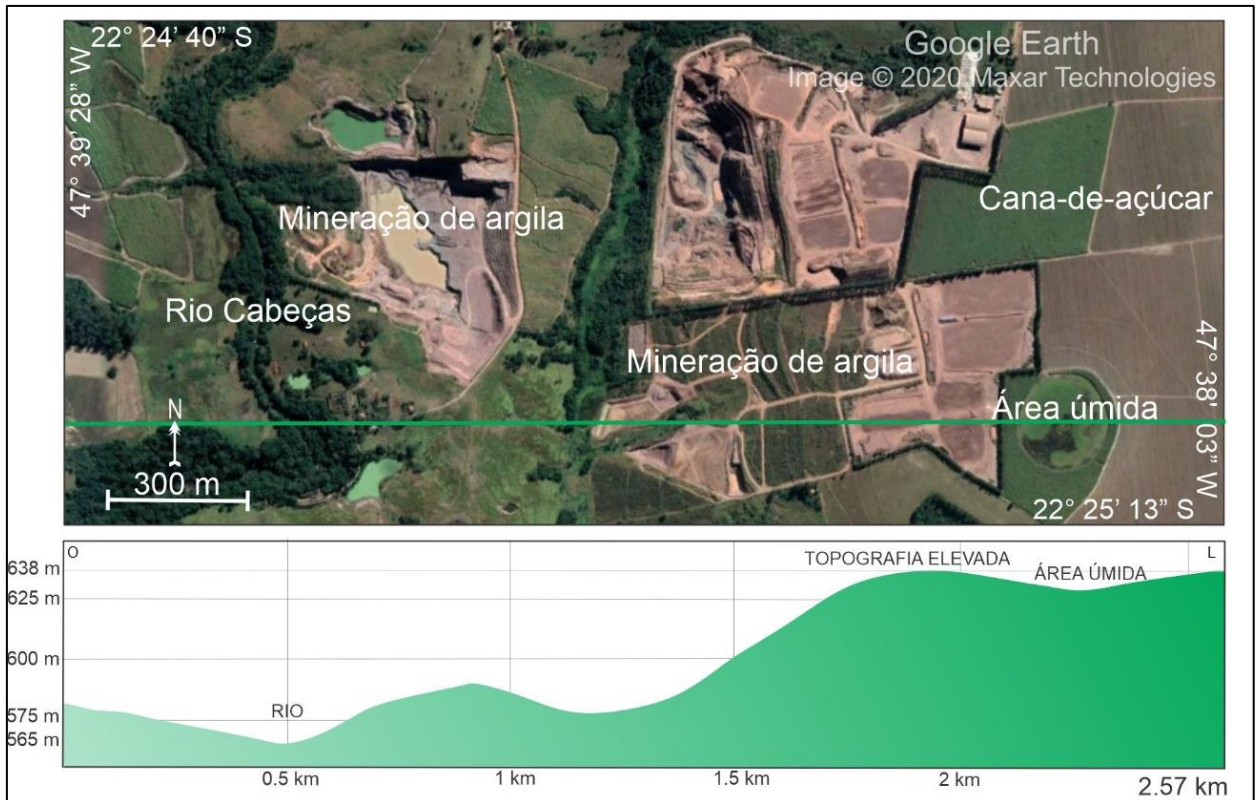 22° 24' 40” S
47° 39' 28” W
Google Earth
Image © 2020 Maxar Technologies
Cana-de-açúcar
Mineração de argila
Rio Cabeças
Mineração de argila
Área úmida
47° 38' 03” W
N
300 m
22° 25' 13” S
O
L
638 m
TOPOGRAFIA ELEVADA
ÁREA ÚMIDA
625 m
600 m
575 m
RIO
565 m
0.5 km
1 km
1.5 km
2 km
2.57 km